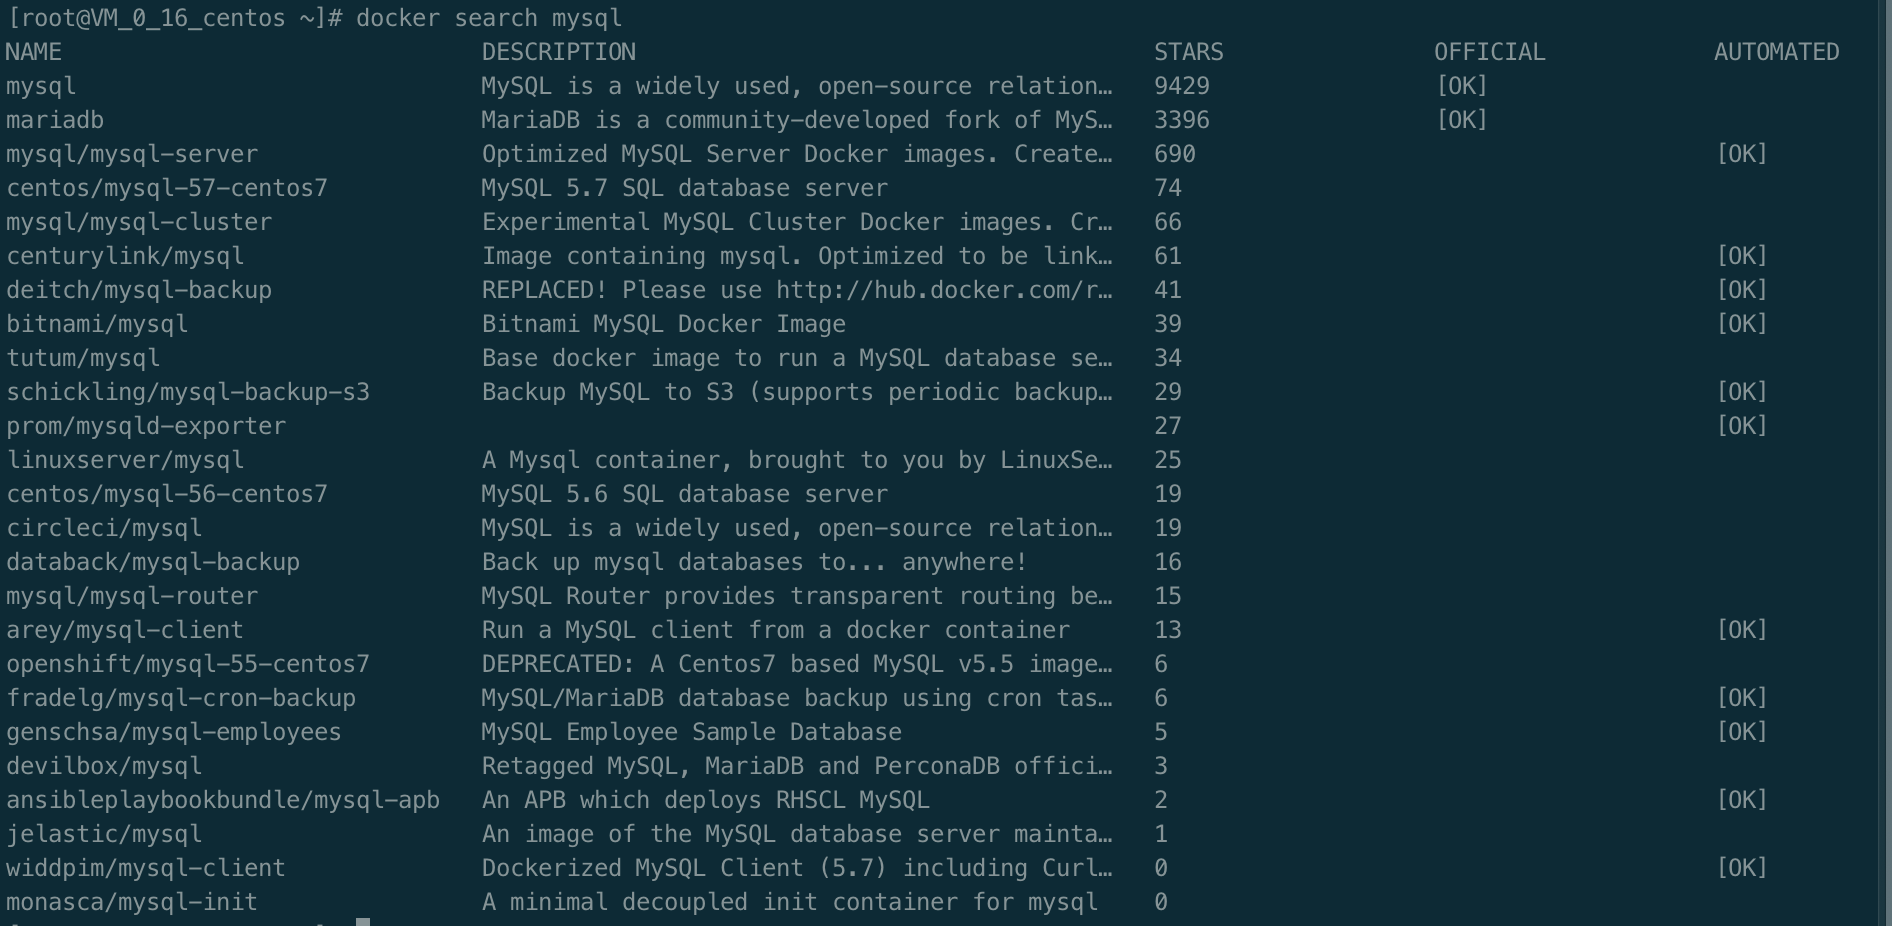 [root@VM_0_16_centos ~]# docker search mysql
NAME DESCRIPTION STARS OFFICIAL AUTOMATED
mysql MySQL is a widely used, open-source relation… 9429 [OK]
mariadb MariaDB is a community-developed fork of MyS… 3396 [OK]
mysql/mysql-server Optimized MySQL Server Docker images. Create… 690 [OK]
centos/mysql-57-centos7 MySQL 5.7 SQL database server 74
mysql/mysql-cluster Experimental MySQL Cluster Docker images. Cr… 66
centurylink/mysql Image containing mysql. Optimized to be link… 61 [OK]
deitch/mysql-backup REPLACED! Please use http://hub.docker.com/r… 41 [OK]
bitnami/mysql Bitnami MySQL Docker Image 39 [OK]
tutum/mysql Base docker image to run a MySQL database se… 34
schickling/mysql-backup-s3 Backup MySQL to S3 (supports periodic backup… 29 [OK]
prom/mysqld-exporter 27 [OK]
linuxserver/mysql A Mysql container, brought to you by LinuxSe… 25
centos/mysql-56-centos7 MySQL 5.6 SQL database server 19
circleci/mysql MySQL is a widely used, open-source relation… 19
databack/mysql-backup Back up mysql databases to... anywhere! 16
mysql/mysql-router MySQL Router provides transparent routing be… 15
arey/mysql-client Run a MySQL client from a docker container 13 [OK]
openshift/mysql-55-centos7 DEPRECATED: A Centos7 based MySQL v5.5 image… 6
fradelg/mysql-cron-backup MySQL/MariaDB database backup using cron tas… 6 [OK]
genschsa/mysql-employees MySQL Employee Sample Database 5 [OK]
devilbox/mysql Retagged MySQL, MariaDB and PerconaDB offici… 3
ansibleplaybookbundle/mysql-apb An APB which deploys RHSCL MySQL 2 [OK]
jelastic/mysql An image of the MySQL database server mainta… 1
widdpim/mysql-client Dockerized MySQL Client (5.7) including Curl… 0 [OK]
monasca/mysql-init A minimal decoupled init container for mysql 0